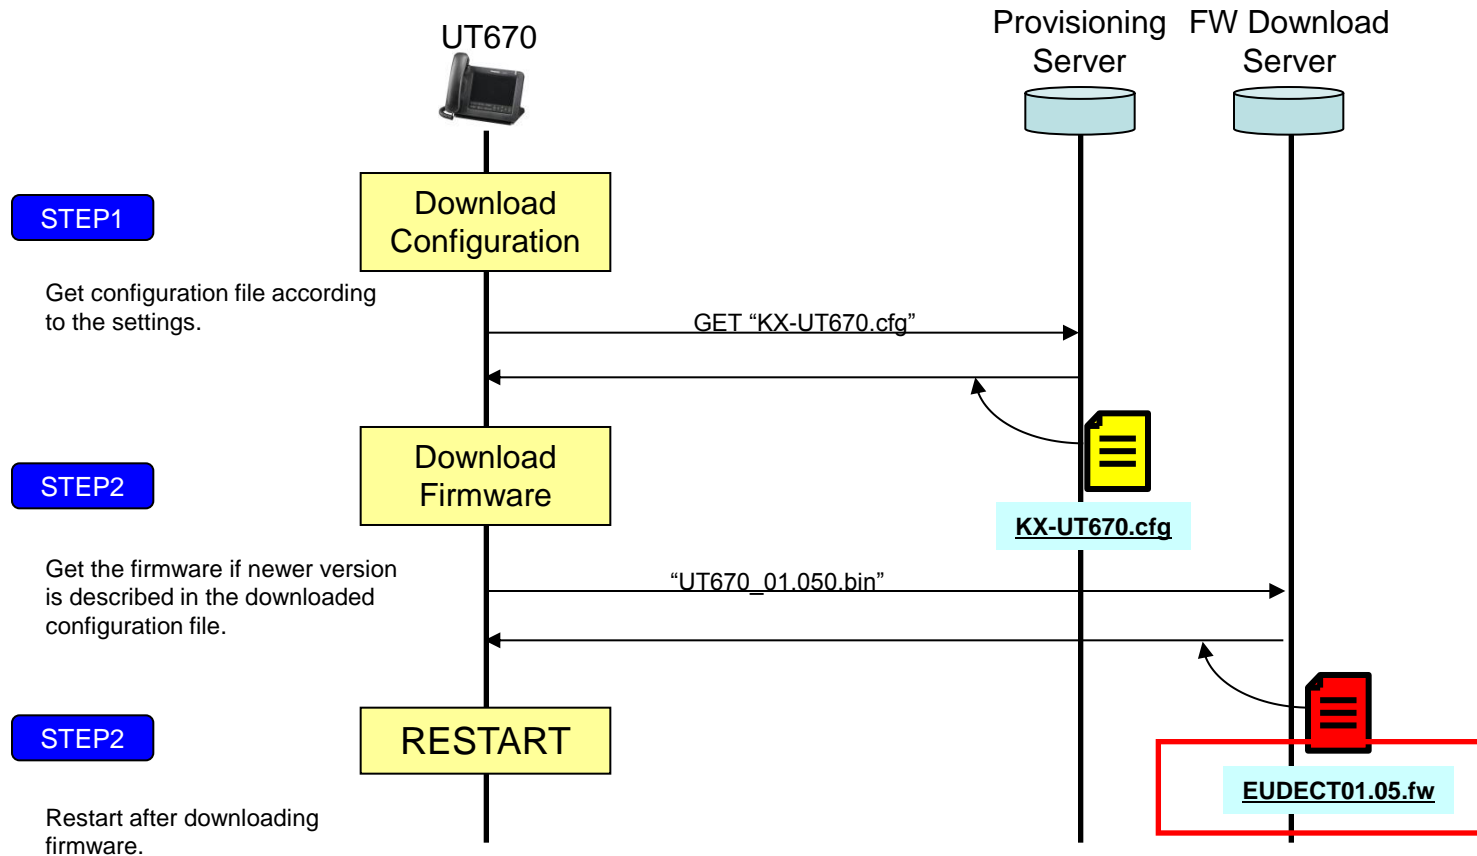 UT670
Provisioning
Server
FW Download
Server
STEP1
Download
Configuration
Get configuration file according
to the settings.
GET “KX-UT670.cfg”
STEP2
Download
Firmware
KX-UT670.cfg
Get the firmware if newer version
is described in the downloaded
configuration file.
“UT670_01.050.bin”
STEP2
RESTART
EUDECT01.05.fw
Restart after downloading
firmware.